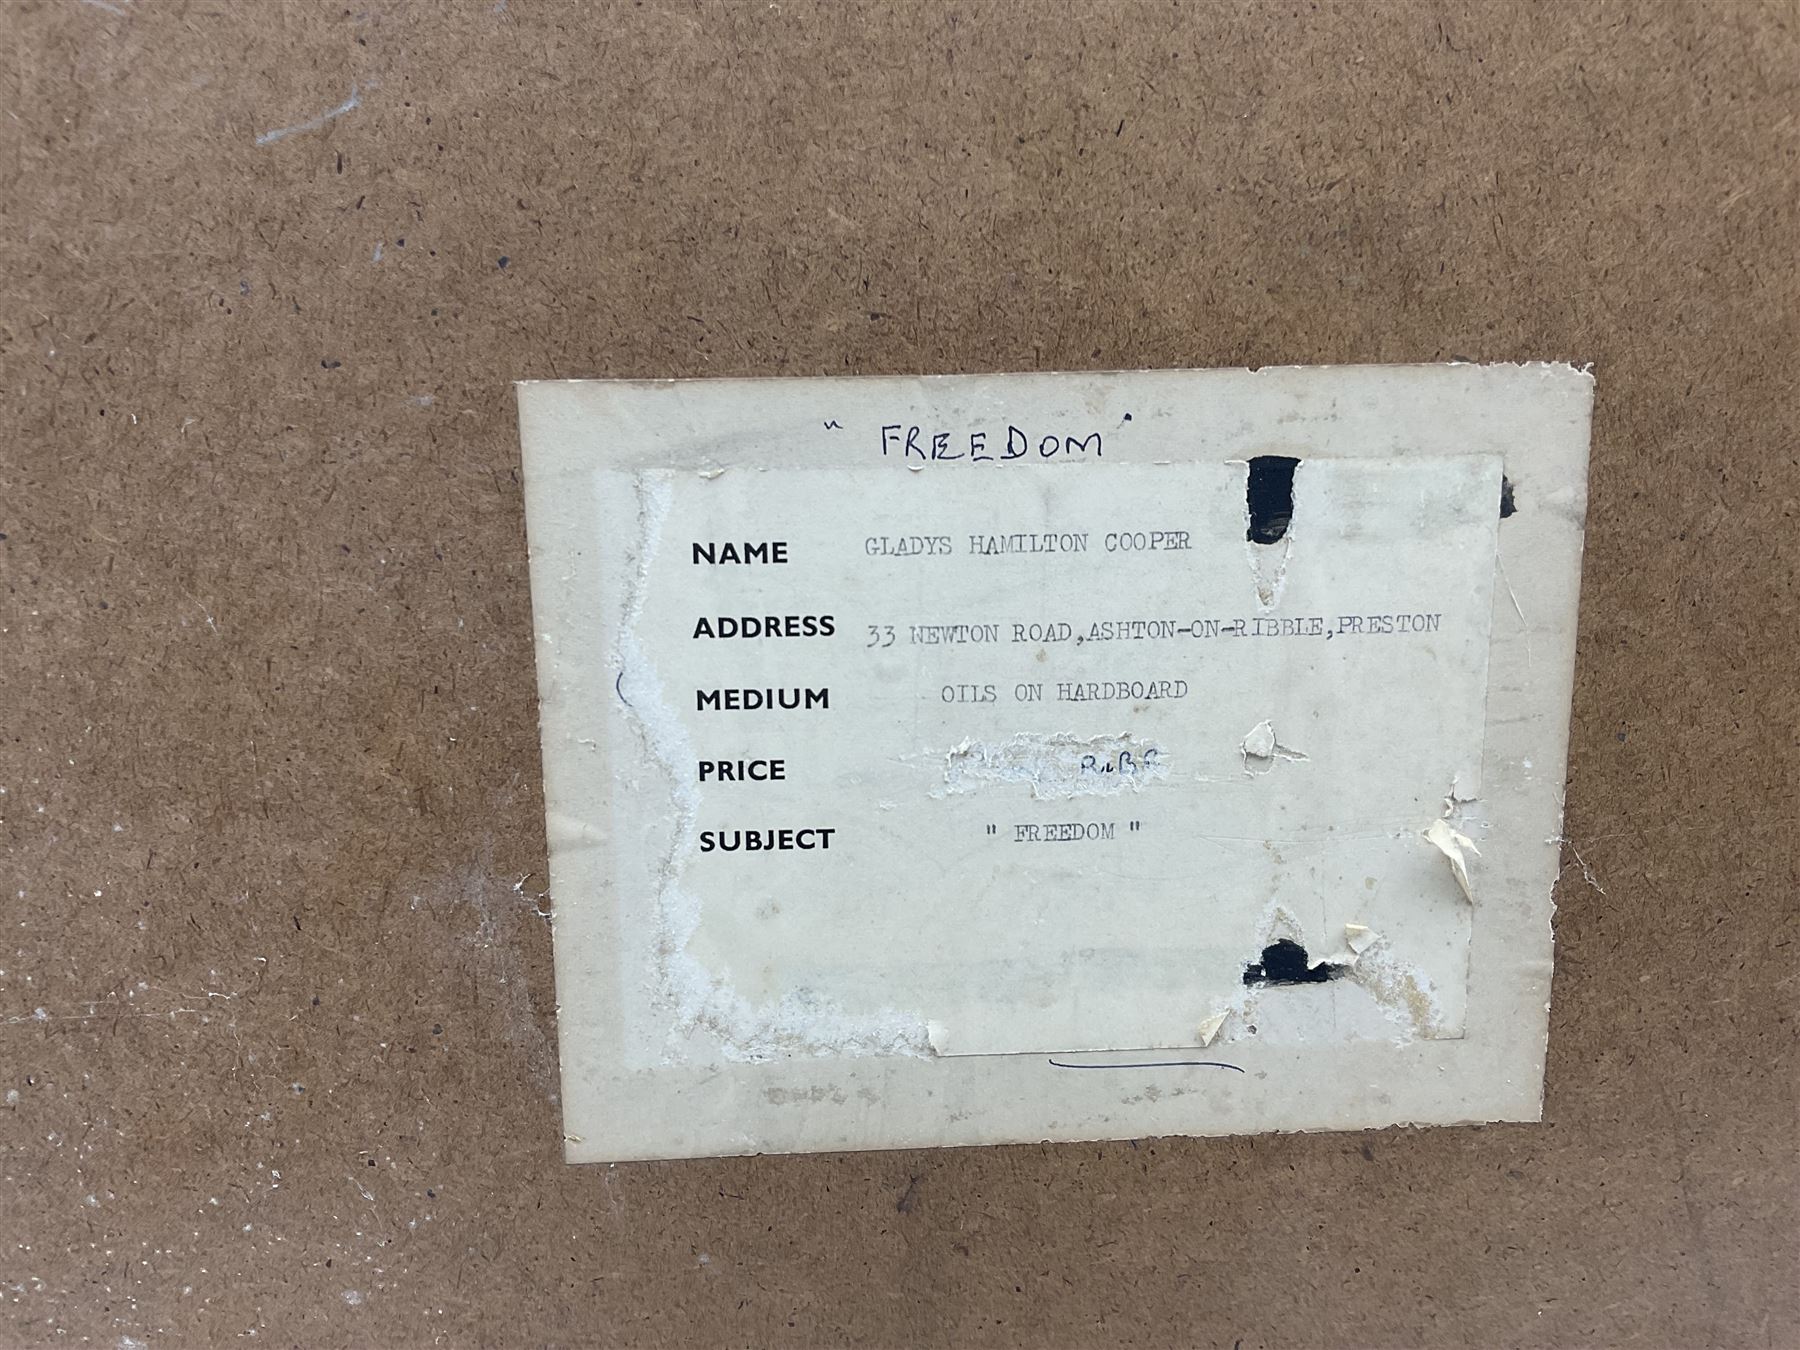 "FREEDOM"
NAME GLADYS HAMILTON COOPER
ADDRESS 33 NEWTON ROAD,ASHTON-ON-RIBBLE,PRESTON
MEDIUM OILS ON HARDBOARD
PRICE
SUBJECT " FREEDOM "